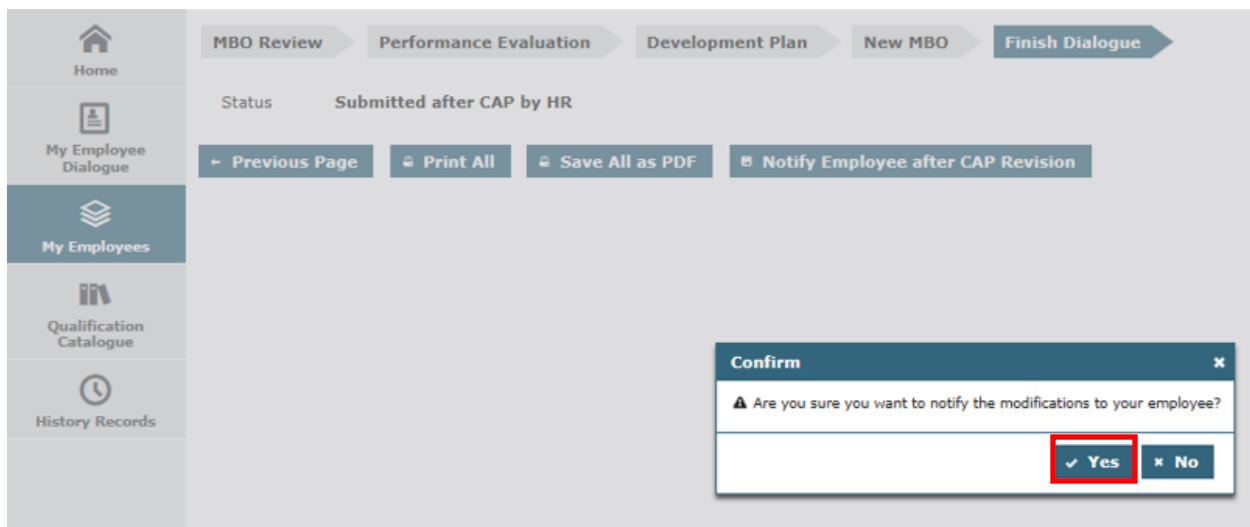 Home
My Employee
Dialogue
My Employees
Qualification
Catalogue
History Records
MBO Review Performance Evaluation Development Plan New MBO Finish Dialogue
Status Submitted after CAP by HR
Previous Page Print All Save All as PDF Notify Employee after CAP Revision
Confirm
Are you sure you want to notify the modifications to your employee?
Yes No